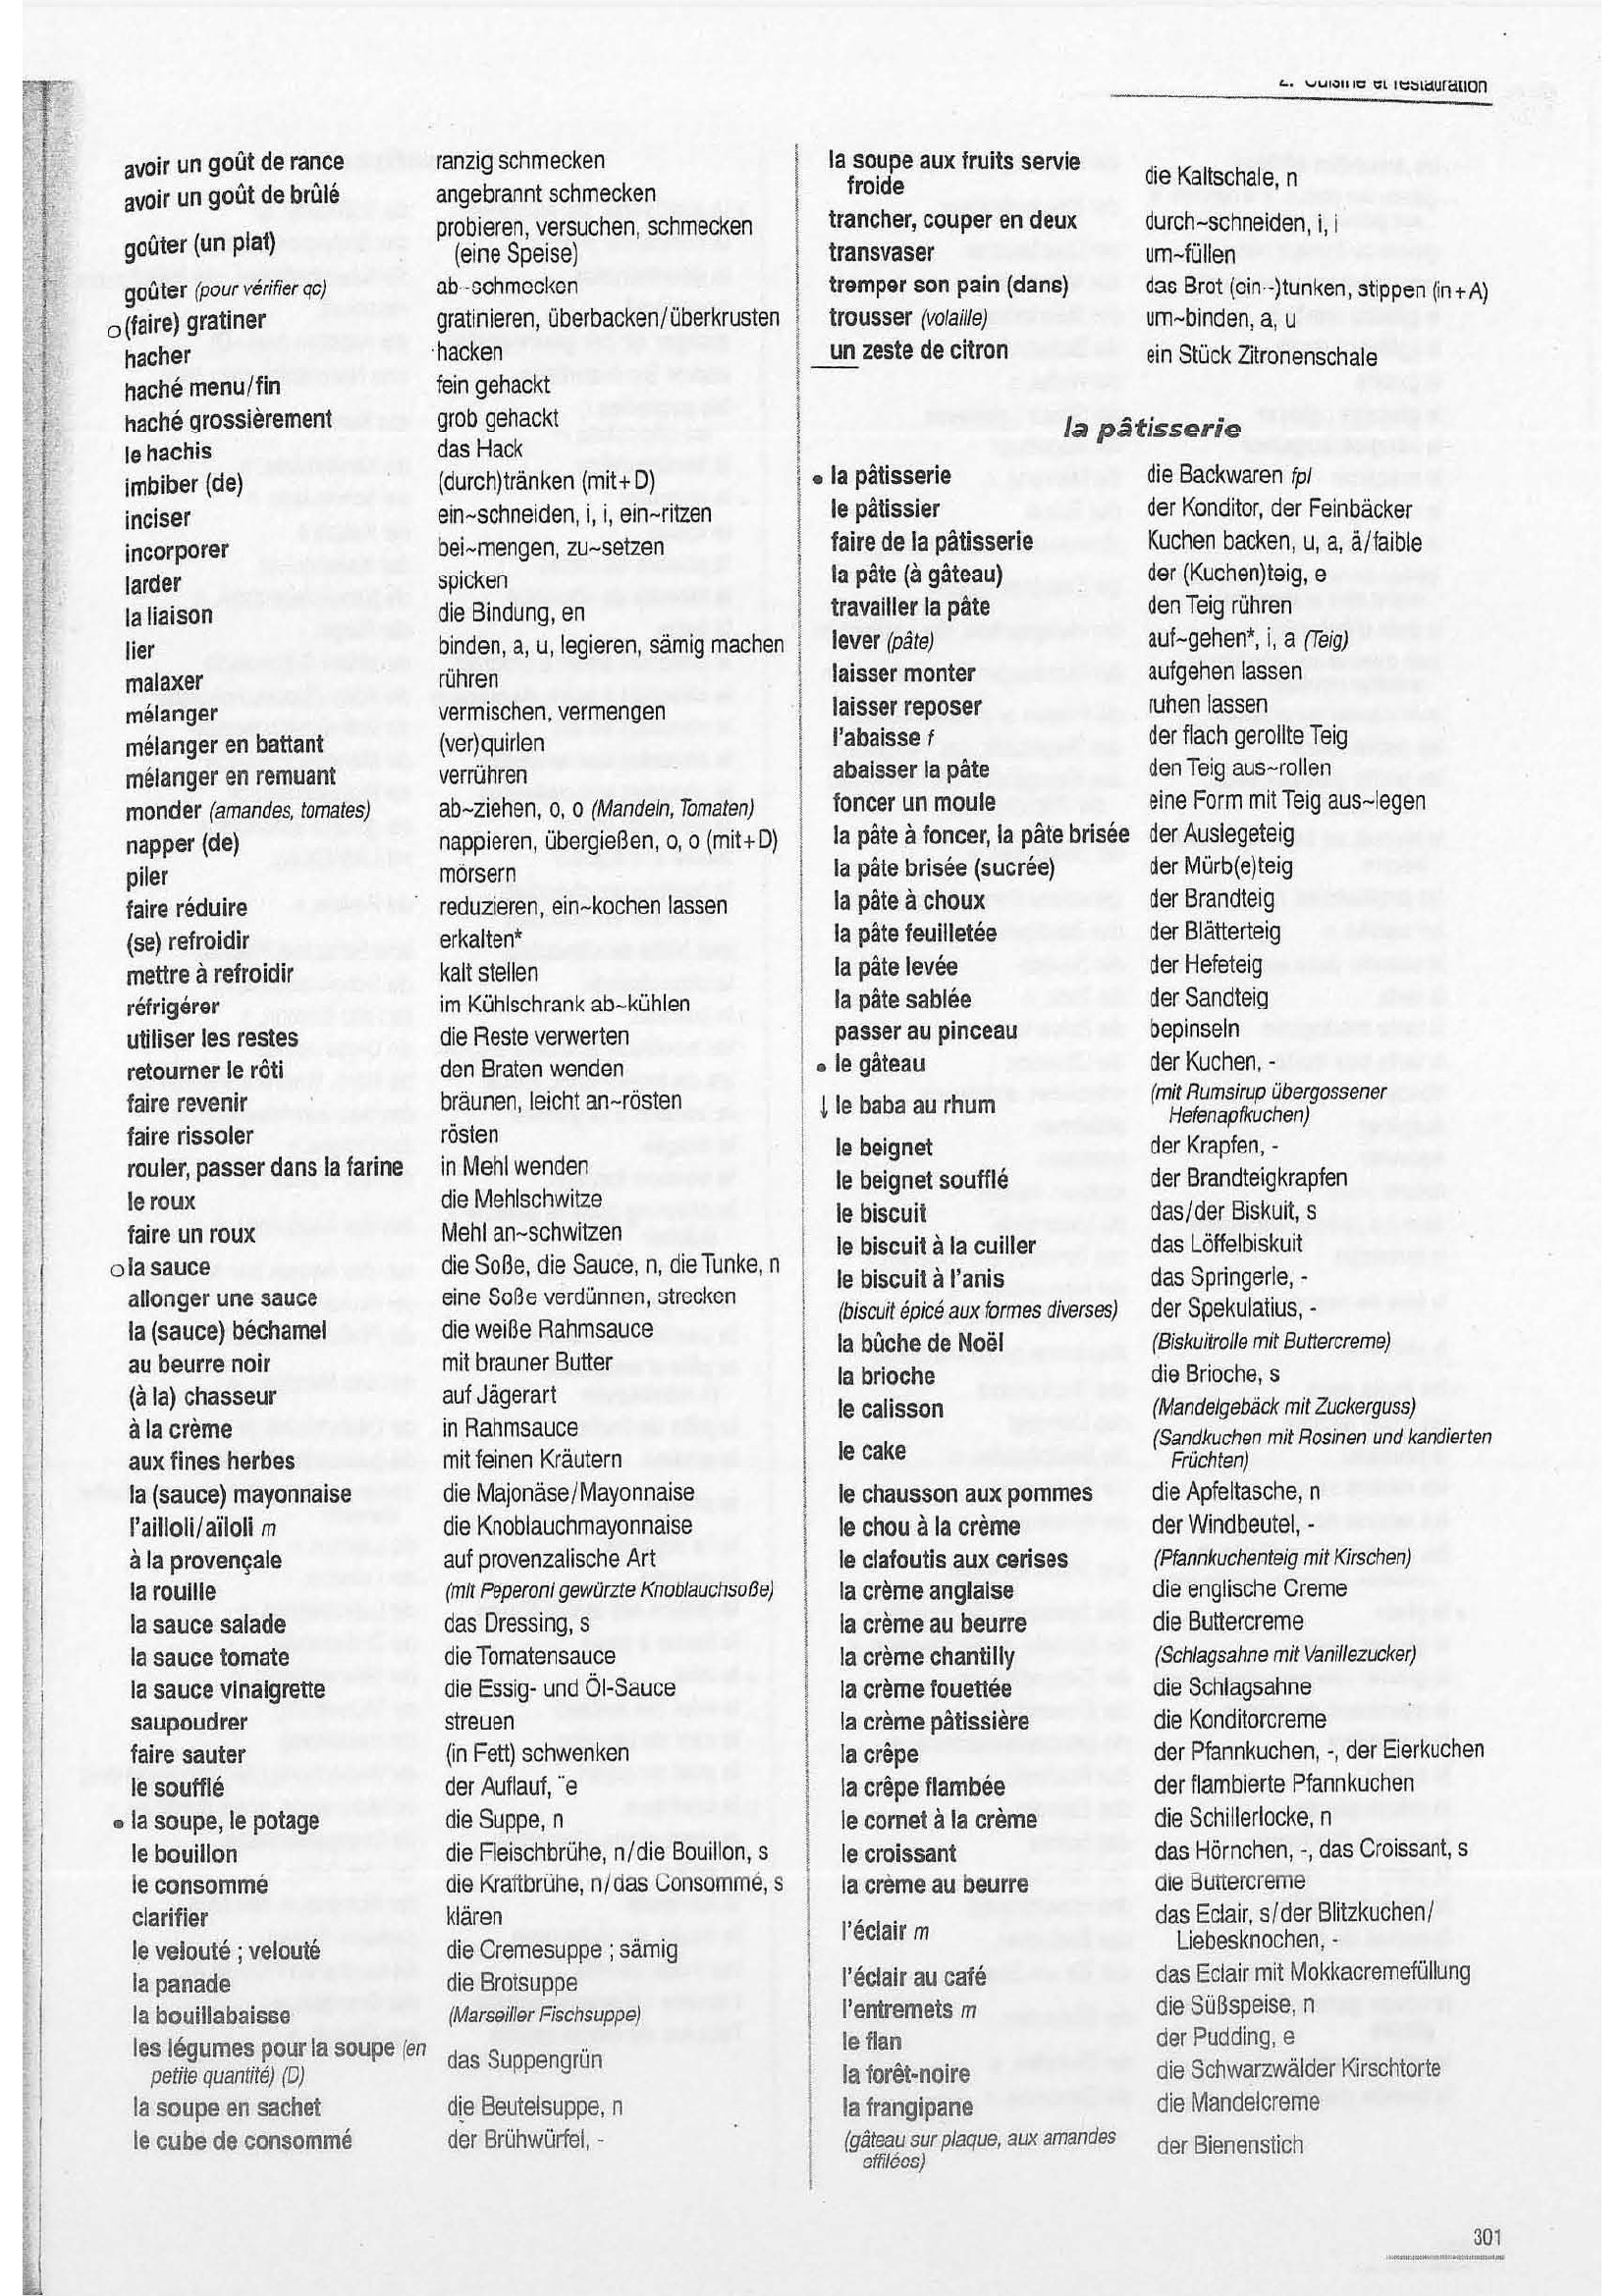 2. Cuisine et restauration
avoir un goût de rance ranzig schmecken
avoir un goût de brûlé angebrannt schmecken
goûter (un plat) probieren, versuchen, schmecken
(eine Speise)
goûter (pour vérifier qc) ab~schmecken
o (faire) gratiner gratinieren, überbacken/überkrusten
hacher hacken
haché menu/fin fein gehackt
haché grossièrement grob gehackt
le hachis das Hack
imbiber (de) (durch)tränken (mit+D)
inciser ein~schneiden, i, i, ein~ritzen
incorporer bei~mengen, zu~setzen
larder spicken
la liaison die Bindung, en
lier binden, a, u, legieren, sämig machen
malaxer rühren
mélanger vermischen, vermengen
mélanger en battant (ver)quirlen
mélanger en remuant verrühren
monder (amandes, tomates) ab~ziehen, o, o (Mandeln, Tomaten)
napper (de) nappieren, übergießen, o, o (mit+D)
piler mörsern
faire réduire reduzieren, ein~kochen lassen
(se) refroidir erkalten*
mettre à refroidir kalt stellen
réfrigérer im Kühlschrank ab~kühlen
utiliser les restes die Reste verwerten
retourner le rôti den Braten wenden
faire revenir bräunen, leicht an~rösten
faire rissoler rösten
rouler, passer dans la farine in Mehl wenden
le roux die Mehlschwitze
faire un roux Mehl an~schwitzen
o la sauce die Soße, die Sauce, n, die Tunke, n
allonger une sauce eine Soße verdünnen, strecken
la (sauce) béchamel die weiße Rahmsauce
au beurre noir mit brauner Butter
(à la) chasseur auf Jägerart
à la crème in Rahmsauce
aux fines herbes mit feinen Kräutern
la (sauce) mayonnaise die Majonäse/Mayonnaise
l'ailloli/aïloli m die Knoblauchmayonnaise
à la provençale auf provenzalische Art
la rouille (mit Peperoni gewürzte Knoblauchsoße)
la sauce salade das Dressing, s
la sauce tomate die Tomatensauce
la sauce vinaigrette die Essig- und Öl-Sauce
saupoudrer streuen
faire sauter (in Fett) schwenken
le soufflé der Auflauf, ¨e
• la soupe, le potage die Suppe, n
le bouillon die Fleischbrühe, n/die Bouillon, s
le consommé die Kraftbrühe, n/das Consommé, s
clarifier klären
le velouté ; velouté die Cremesuppe ; sämig
la panade die Brotsuppe
la bouillabaisse (Marseiller Fischsuppe)
les légumes pour la soupe (en
petite quantité) (D) das Suppengrün
la soupe en sachet die Beutelsuppe, n
le cube de consommé der Brühwürfel, -
la soupe aux fruits servie
froide die Kaltschale, n
trancher, couper en deux durch~schneiden, i, i
transvaser um~füllen
tremper son pain (dans) das Brot (ein~)tunken, stippen (in+A)
trousser (volaille) um~binden, a, u
un zeste de citron ein Stück Zitronenschale
la pâtisserie
• la pâtisserie die Backwaren fpl
le pâtissier der Konditor, der Feinbäcker
faire de la pâtisserie Kuchen backen, u, a, ä/faible
la pâte (à gâteau) der (Kuchen)teig, e
travailler la pâte den Teig rühren
lever (pâte) auf~gehen*, i, a (Teig)
laisser monter aufgehen lassen
laisser reposer ruhen lassen
l'abaisse f der flach gerollte Teig
abaisser la pâte den Teig aus~rollen
foncer un moule eine Form mit Teig aus~legen
la pâte à foncer, la pâte brisée der Auslegeteig
la pâte brisée (sucrée) der Mürb(e)teig
la pâte à choux der Brandteig
la pâte feuilletée der Blätterteig
la pâte levée der Hefeteig
la pâte sablée der Sandteig
passer au pinceau bepinseln
• le gâteau der Kuchen, -
↓ le baba au rhum (mit Rumsirup übergossener
Hefenapfkuchen)
le beignet der Krapfen, -
le beignet soufflé der Brandteigkrapfen
le biscuit das/der Biskuit, s
le biscuit à la cuiller das Löffelbiskuit
le biscuit à l'anis das Springerle, -
(biscuit épicé aux formes diverses) der Spekulatius, -
la bûche de Noël (Biskuitrolle mit Buttercreme)
la brioche die Brioche, s
le calisson (Mandelgebäck mit Zuckerguss)
le cake (Sandkuchen mit Rosinen und kandierten
Früchten)
le chausson aux pommes die Apfeltasche, n
le chou à la crème der Windbeutel, -
le clafoutis aux cerises (Pfannkuchenteig mit Kirschen)
la crème anglaise die englische Creme
la crème au beurre die Buttercreme
la crème chantilly (Schlagsahne mit Vanillezucker)
la crème fouettée die Schlagsahne
la crème pâtissière die Konditorcreme
la crêpe der Pfannkuchen, -, der Eierkuchen
la crêpe flambée der flambierte Pfannkuchen
le cornet à la crème die Schillerlocke, n
le croissant das Hörnchen, -, das Croissant, s
la crème au beurre die Buttercreme
l'éclair m das Eclair, s/der Blitzkuchen/
Liebesknochen, -
l'éclair au café das Eclair mit Mokkacremefüllung
l'entremets m die Süßspeise, n
le flan der Pudding, e
la forêt-noire die Schwarzwälder Kirschtorte
la frangipane die Mandelcreme
(gâteau sur plaque, aux amandes
effilées) der Bienenstich
301